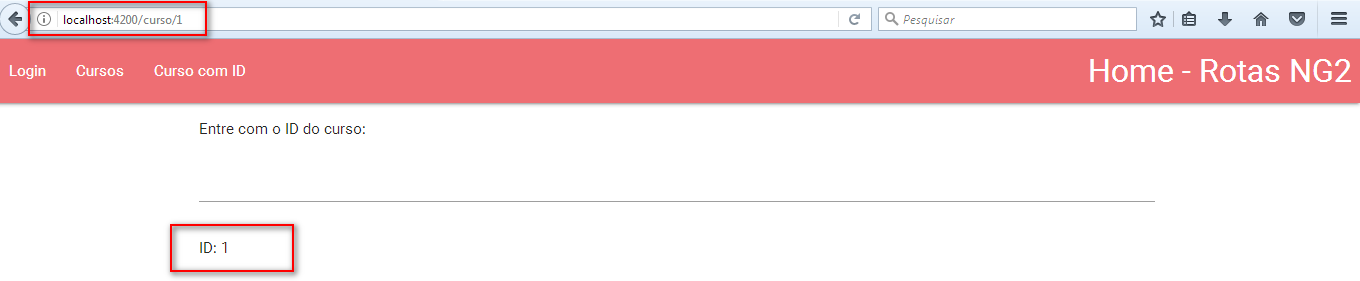 localhost:4200/curso/1
Pesquisar
Login Cursos Curso com ID Home - Rotas NG2
Entre com o ID do curso:
ID: 1